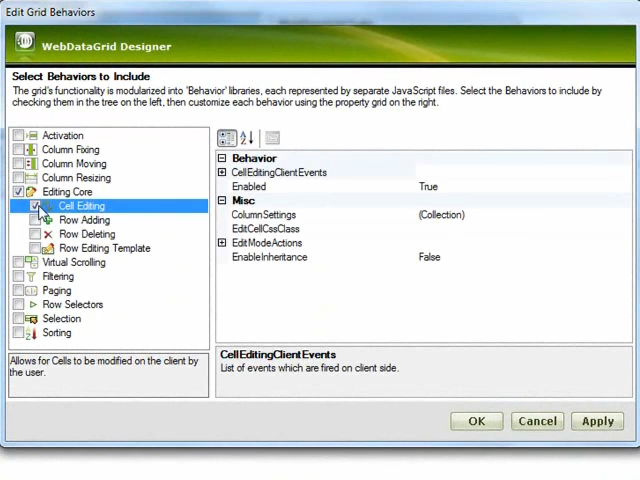 Edit Grid Behaviors
WebDataGrid Designer
Select Behaviors to Include
The grid's functionality is modularized into 'Behavior' libraries, each represented by separate JavaScript files. Select the Behaviors to include by
checking them in the tree on the left, then customize each behavior using the property grid on the right.
Activation
Column Fixing
Column Moving
Column Resizing
Editing Core
Cell Editing
Row Adding
Row Deleting
Row Editing Template
Virtual Scrolling
Filtering
Paging
Row Selectors
Selection
Sorting
Allows for Cells to be modified on the client by
the user.
Behavior
CellEditingClientEvents
Enabled True
Misc
ColumnSettings (Collection)
EditCellCssClass
EditModeActions
EnableInheritance False
CellEditingClientEvents
List of events which are fired on client side.
OK Cancel Apply